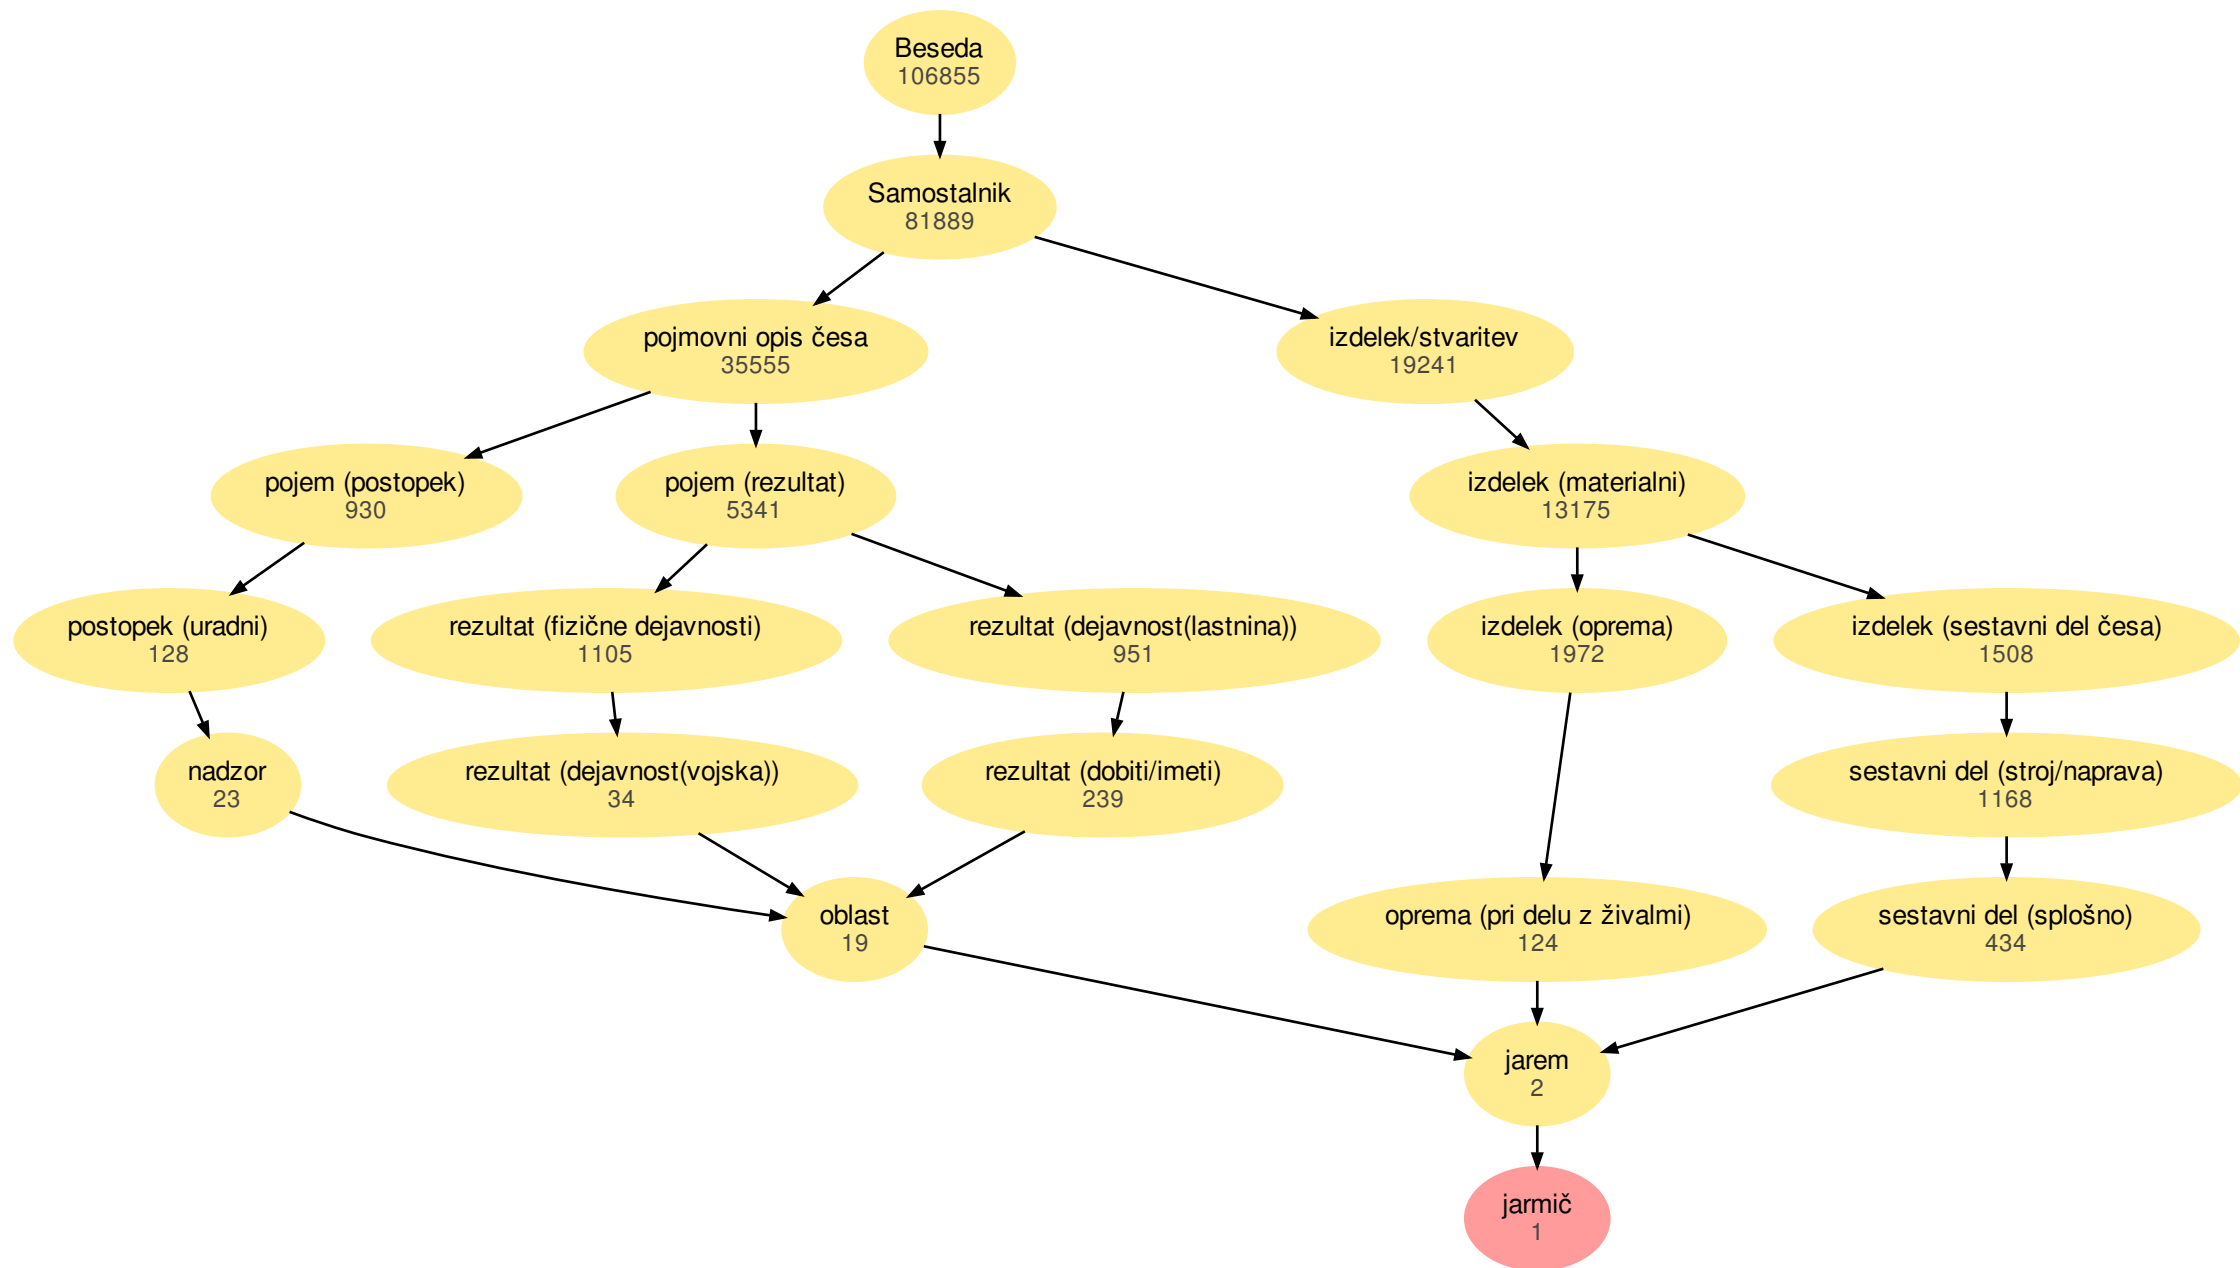 Beseda
106855
Samostalnik
81889
pojmovni opis česa
35555
izdelek/stvaritev
19241
pojem (postopek)
930
pojem (rezultat)
5341
izdelek (materialni)
13175
postopek (uradni)
128
rezultat (fizične dejavnosti)
1105
rezultat (dejavnost(lastnina))
951
izdelek (oprema)
1972
izdelek (sestavni del česa)
1508
nadzor
23
rezultat (dejavnost(vojska))
34
rezultat (dobiti/imeti)
239
sestavni del (stroj/naprava)
1168
oblast
19
oprema (pri delu z živalmi)
124
sestavni del (splošno)
434
jarem
2
jarmič
1